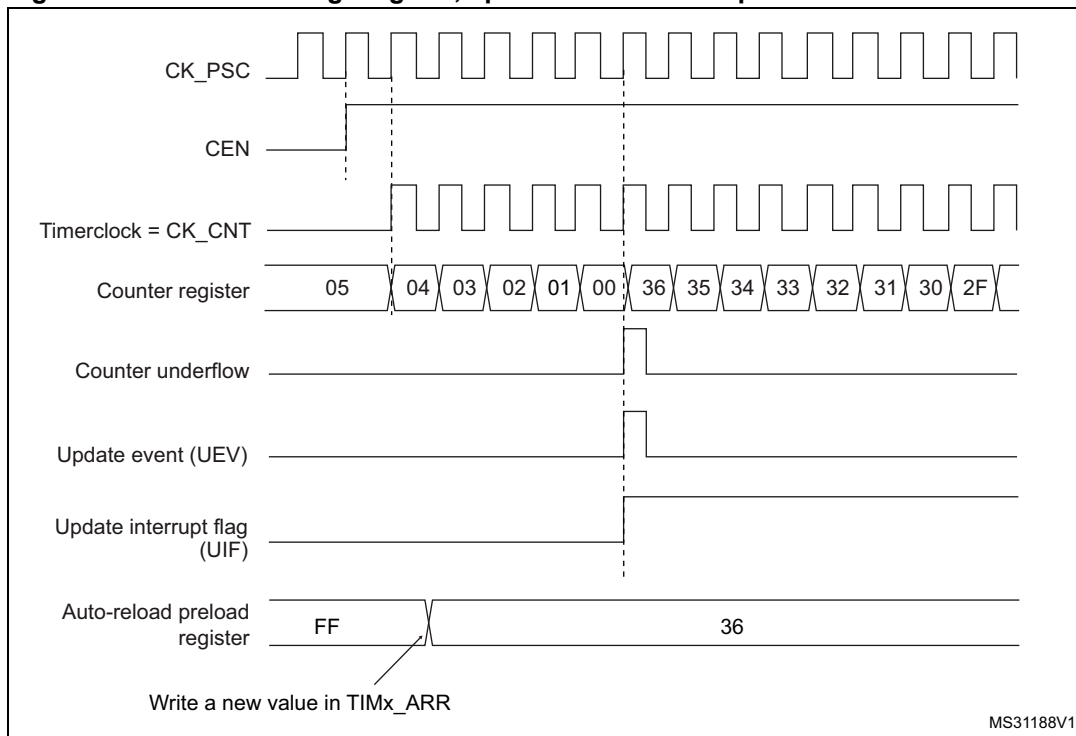 CK_PSC
CEN
Timerclock = CK_CNT
Counter register 05 04 03 02 01 00 36 35 34 33 32 31 30 2F
Counter underflow
Update event (UEV)
Update interrupt flag
(UIF)
Auto-reload preload
register
FF 36
Write a new value in TIMx_ARR
MS31188V1